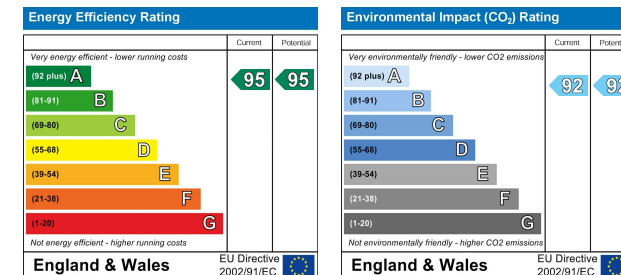 Energy Efficiency Rating
Current Potential
Very energy efficient - lower running costs
(92 plus) A
95 95
(81-91) B
(69-80) C
(55-68) D
(39-54) E
(21-38) F
(1-20) G
Not energy efficient - higher running costs
England & Wales
EU Directive
2002/91/EC
Environmental Impact (CO2) Rating
Current Potent
Very environmentally friendly - lower CO2 emissions
(92 plus) A
92 92
(81-91) B
(69-80) C
(55-68) D
(39-54) E
(21-38) F
(1-20) G
Not environmentally friendly - higher CO2 emissions
England & Wales
EU Directive
2002/91/EC